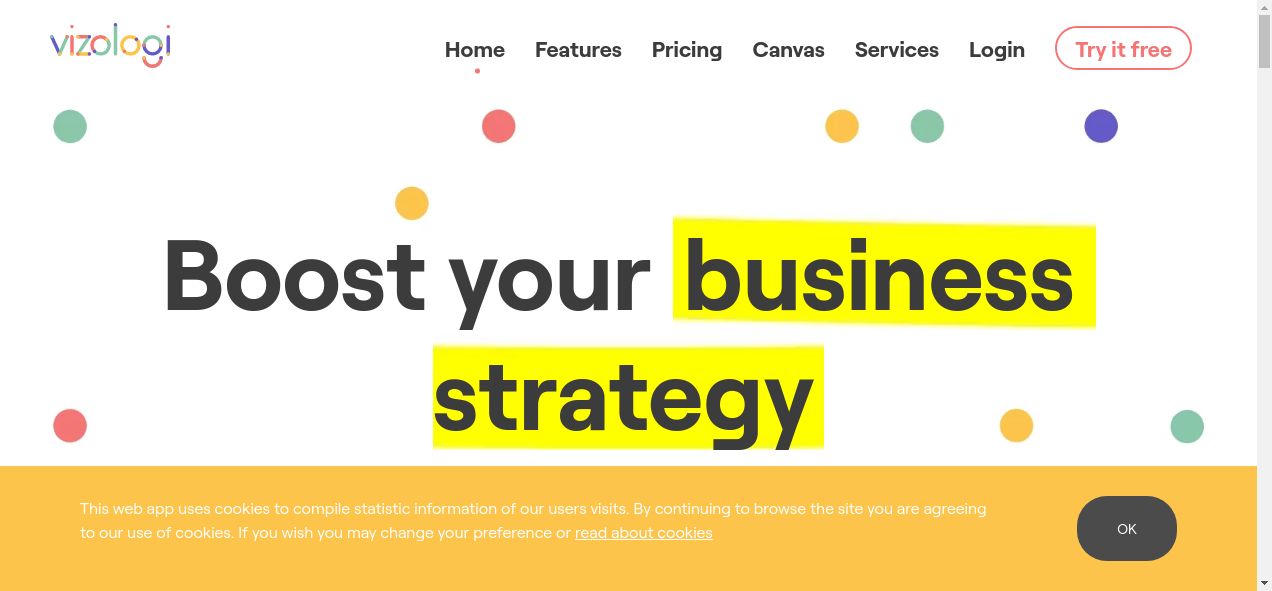 vizologi
Home Features Pricing Canvas Services Login Try it free
Boost your business
strategy
This web app uses cookies to compile statistic information of our users visits. By continuing to browse the site you are agreeing
to our use of cookies. If you wish you may change your preference or read about cookies
OK